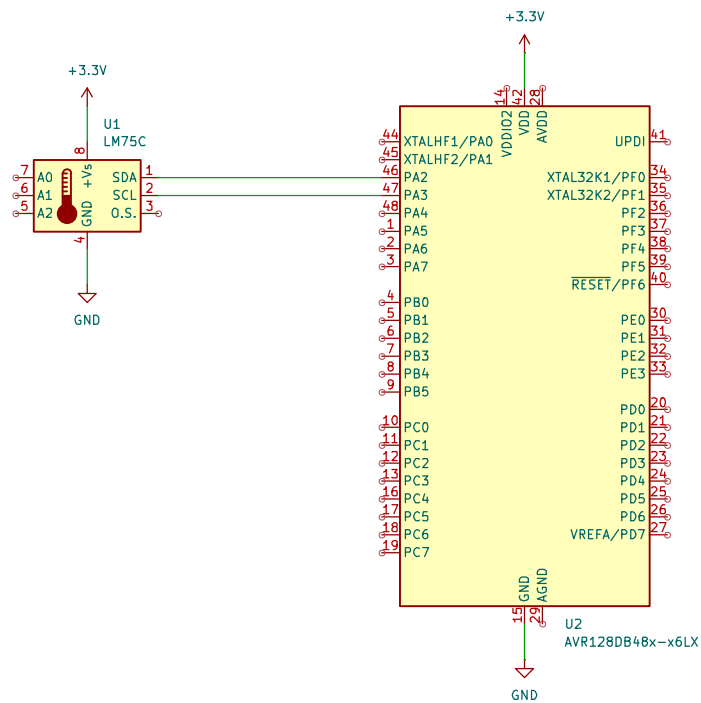 +3.3V
+3.3V
U1
LM75C
8
+Vs
7 A0
6 A1
5 A2
SDA 1
SCL 2
O.S. 3
GND
4
GND
14 42 28
VDDIO2 VDD AVDD
44 XTALHF1/PA0
45 XTALHF2/PA1
46 PA2
47 PA3
48 PA4
1 PA5
2 PA6
3 PA7
4 PB0
5 PB1
6 PB2
7 PB3
8 PB4
9 PB5
10 PC0
11 PC1
12 PC2
13 PC3
16 PC4
17 PC5
18 PC6
19 PC7
UPDI 41
XTAL32K1/PF0 34
XTAL32K2/PF1 35
PF2 36
PF3 37
PF4 38
PF5 39
RESET/PF6 40
PE0 30
PE1 31
PE2 32
PE3 33
PD0 20
PD1 21
PD2 22
PD3 23
PD4 24
PD5 25
PD6 26
VREFA/PD7 27
GND AGND
15 29
U2
AVR128DB48x-x6LX
GND